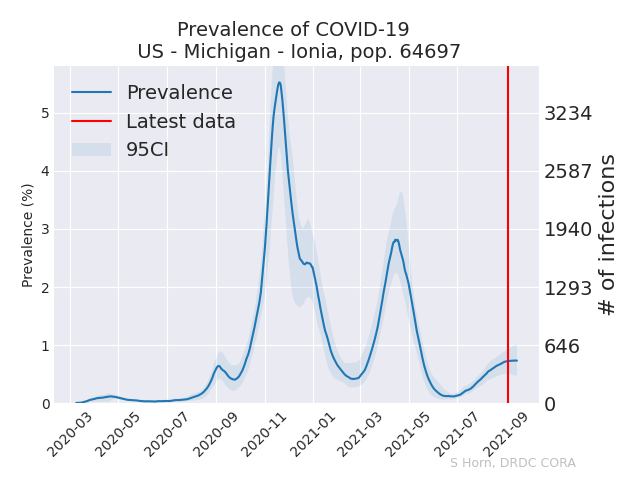 Prevalence of COVID-19
US - Michigan - Ionia, pop. 64697
Prevalence
Latest data
95CI
Prevalence (%)
5
4
3
2
1
0
3234
2587
1940
1293
646
0
# of infections
2020-03
2020-05
2020-07
2020-09
2020-11
2021-01
2021-03
2021-05
2021-07
2021-09
S Horn, DRDC CORA